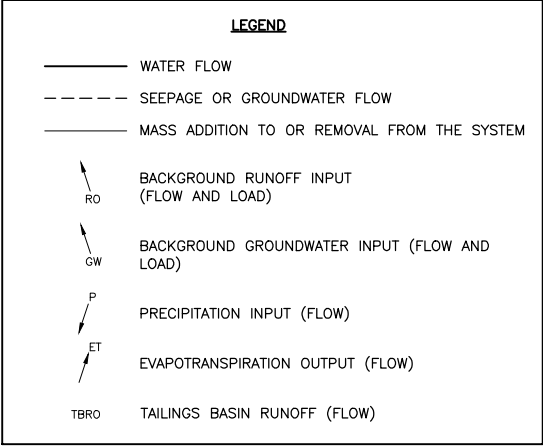 LEGEND
WATER FLOW
SEEPAGE OR GROUNDWATER FLOW
MASS ADDITION TO OR REMOVAL FROM THE SYSTEM
RO
BACKGROUND RUNOFF INPUT
(FLOW AND LOAD)
GW
BACKGROUND GROUNDWATER INPUT (FLOW AND
LOAD)
P
PRECIPITATION INPUT (FLOW)
ET
EVAPOTRANSPIRATION OUTPUT (FLOW)
TBRO TAILINGS BASIN RUNOFF (FLOW)